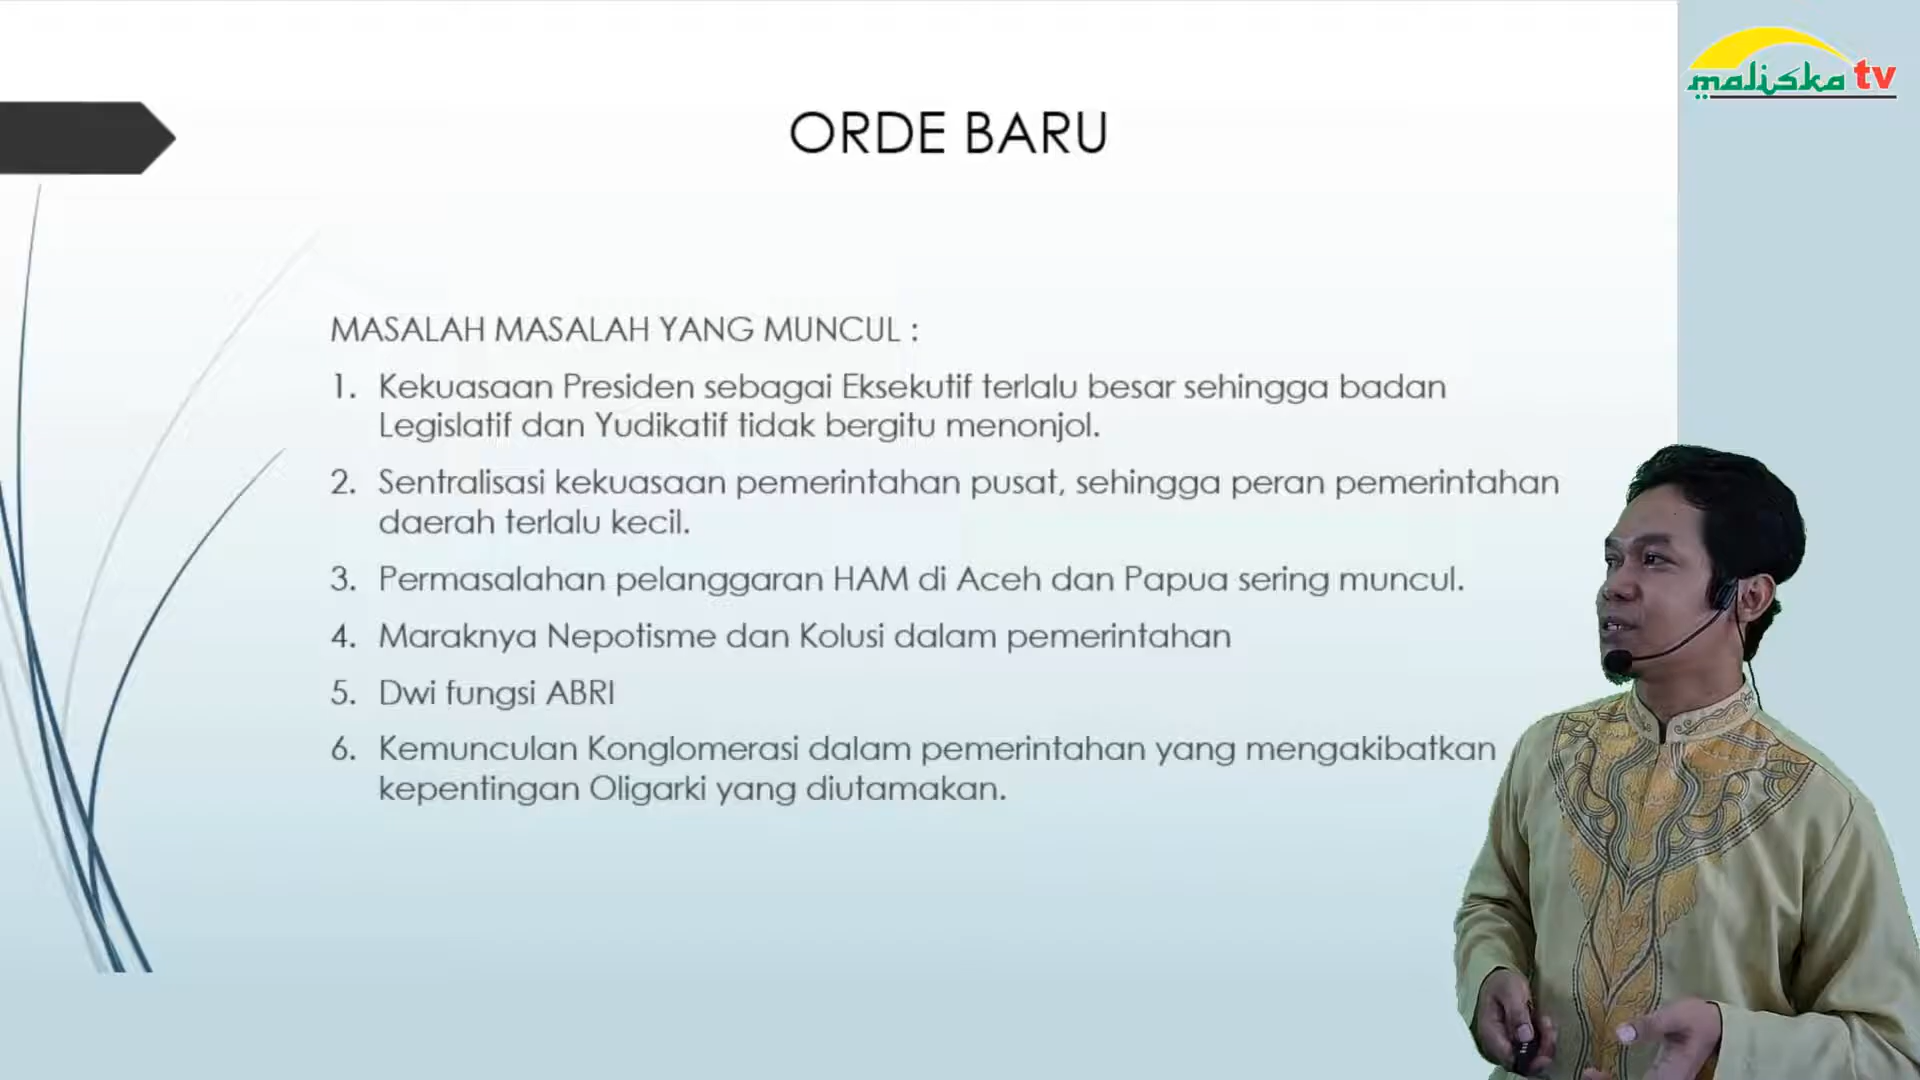 maliska tv
ORDE BARU
MASALAH MASALAH YANG MUNCUL :
1. Kekuasaan Presiden sebagai Eksekutif terlalu besar sehingga badan
Legislatif dan Yudikatif tidak bergitu menonjol.
2. Sentralisasi kekuasaan pemerintahan pusat, sehingga peran pemerintahan
daerah terlalu kecil.
3. Permasalahan pelanggaran HAM di Aceh dan Papua sering muncul.
4. Maraknya Nepotisme dan Kolusi dalam pemerintahan
5. Dwi fungsi ABRI
6. Kemunculan Konglomerasi dalam pemerintahan yang mengakibatkan
kepentingan Oligarki yang diutamakan.